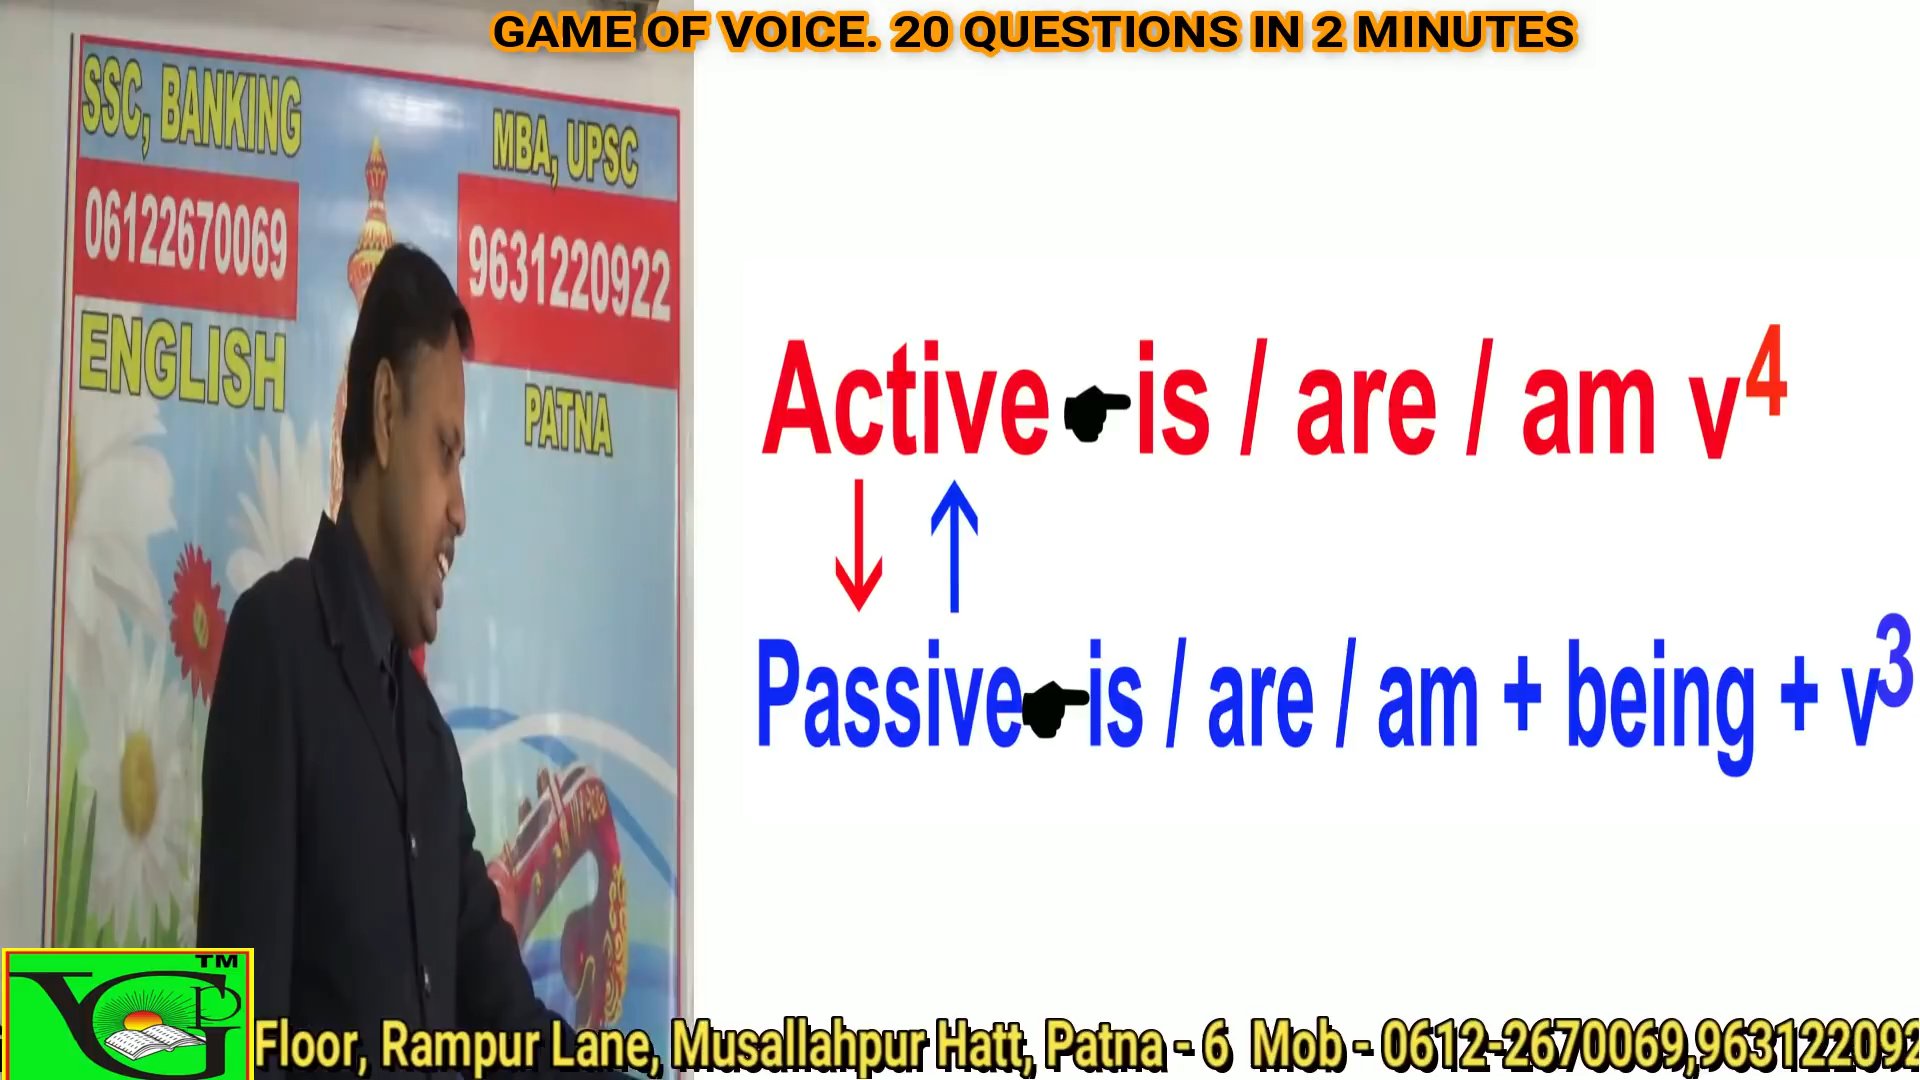 GAME OF VOICE. 20 QUESTIONS IN 2 MINUTES
SSC, BANKING
06122670069
ENGLISH
MBA, UPSC
9631220922
PATNA
Active is / are / am v4
Passive is / are / am + being + v3
TM
VGP
Floor, Rampur Lane, Musallahpur Hatt, Patna - 6 Mob - 0612-2670069,963122092